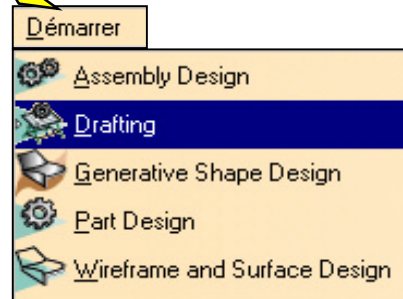 Démarrer
Assembly Design
Drafting
Generative Shape Design
Part Design
Wireframe and Surface Design